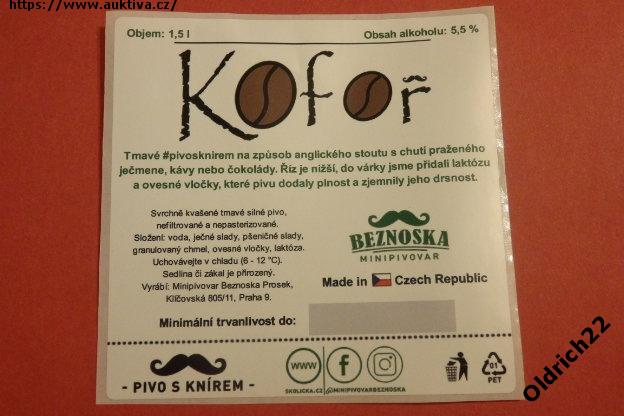 https://www.auktiva.cz/
Objem: 1,5 l
Obsah alkoholu: 5,5 %
Kofoř
Tmavé #pivosknirem na způsob anglického stoutu s chutí praženého
ječmene, kávy nebo čokolády. Říz je nižší, do várky jsme přidali laktózu
a ovesné vločky, které pivu dodaly plnost a zjemnily jeho drsnost.
Svrchně kvašené tmavé silné pivo,
nefiltrované a nepasterizované.
Složení: voda, ječné slady, pšeničné slady,
granulovaný chmel, ovesné vločky, laktóza.
Uchovávejte v chladu (6 - 12 °C).
Sedlina či zákal je přirozený.
Vyrábí: Minipivovar Beznoska Prosek,
Klíčovská 805/11, Praha 9.
BEZNOSKA
MINIPIVOVAR
Made in Czech Republic
Minimální trvanlivost do:
- PIVO S KNÍREM -
www
f
SKOLICKA.CZ
@MINIPIVOVARBEZNOSKA
01
PET
Oldrich22